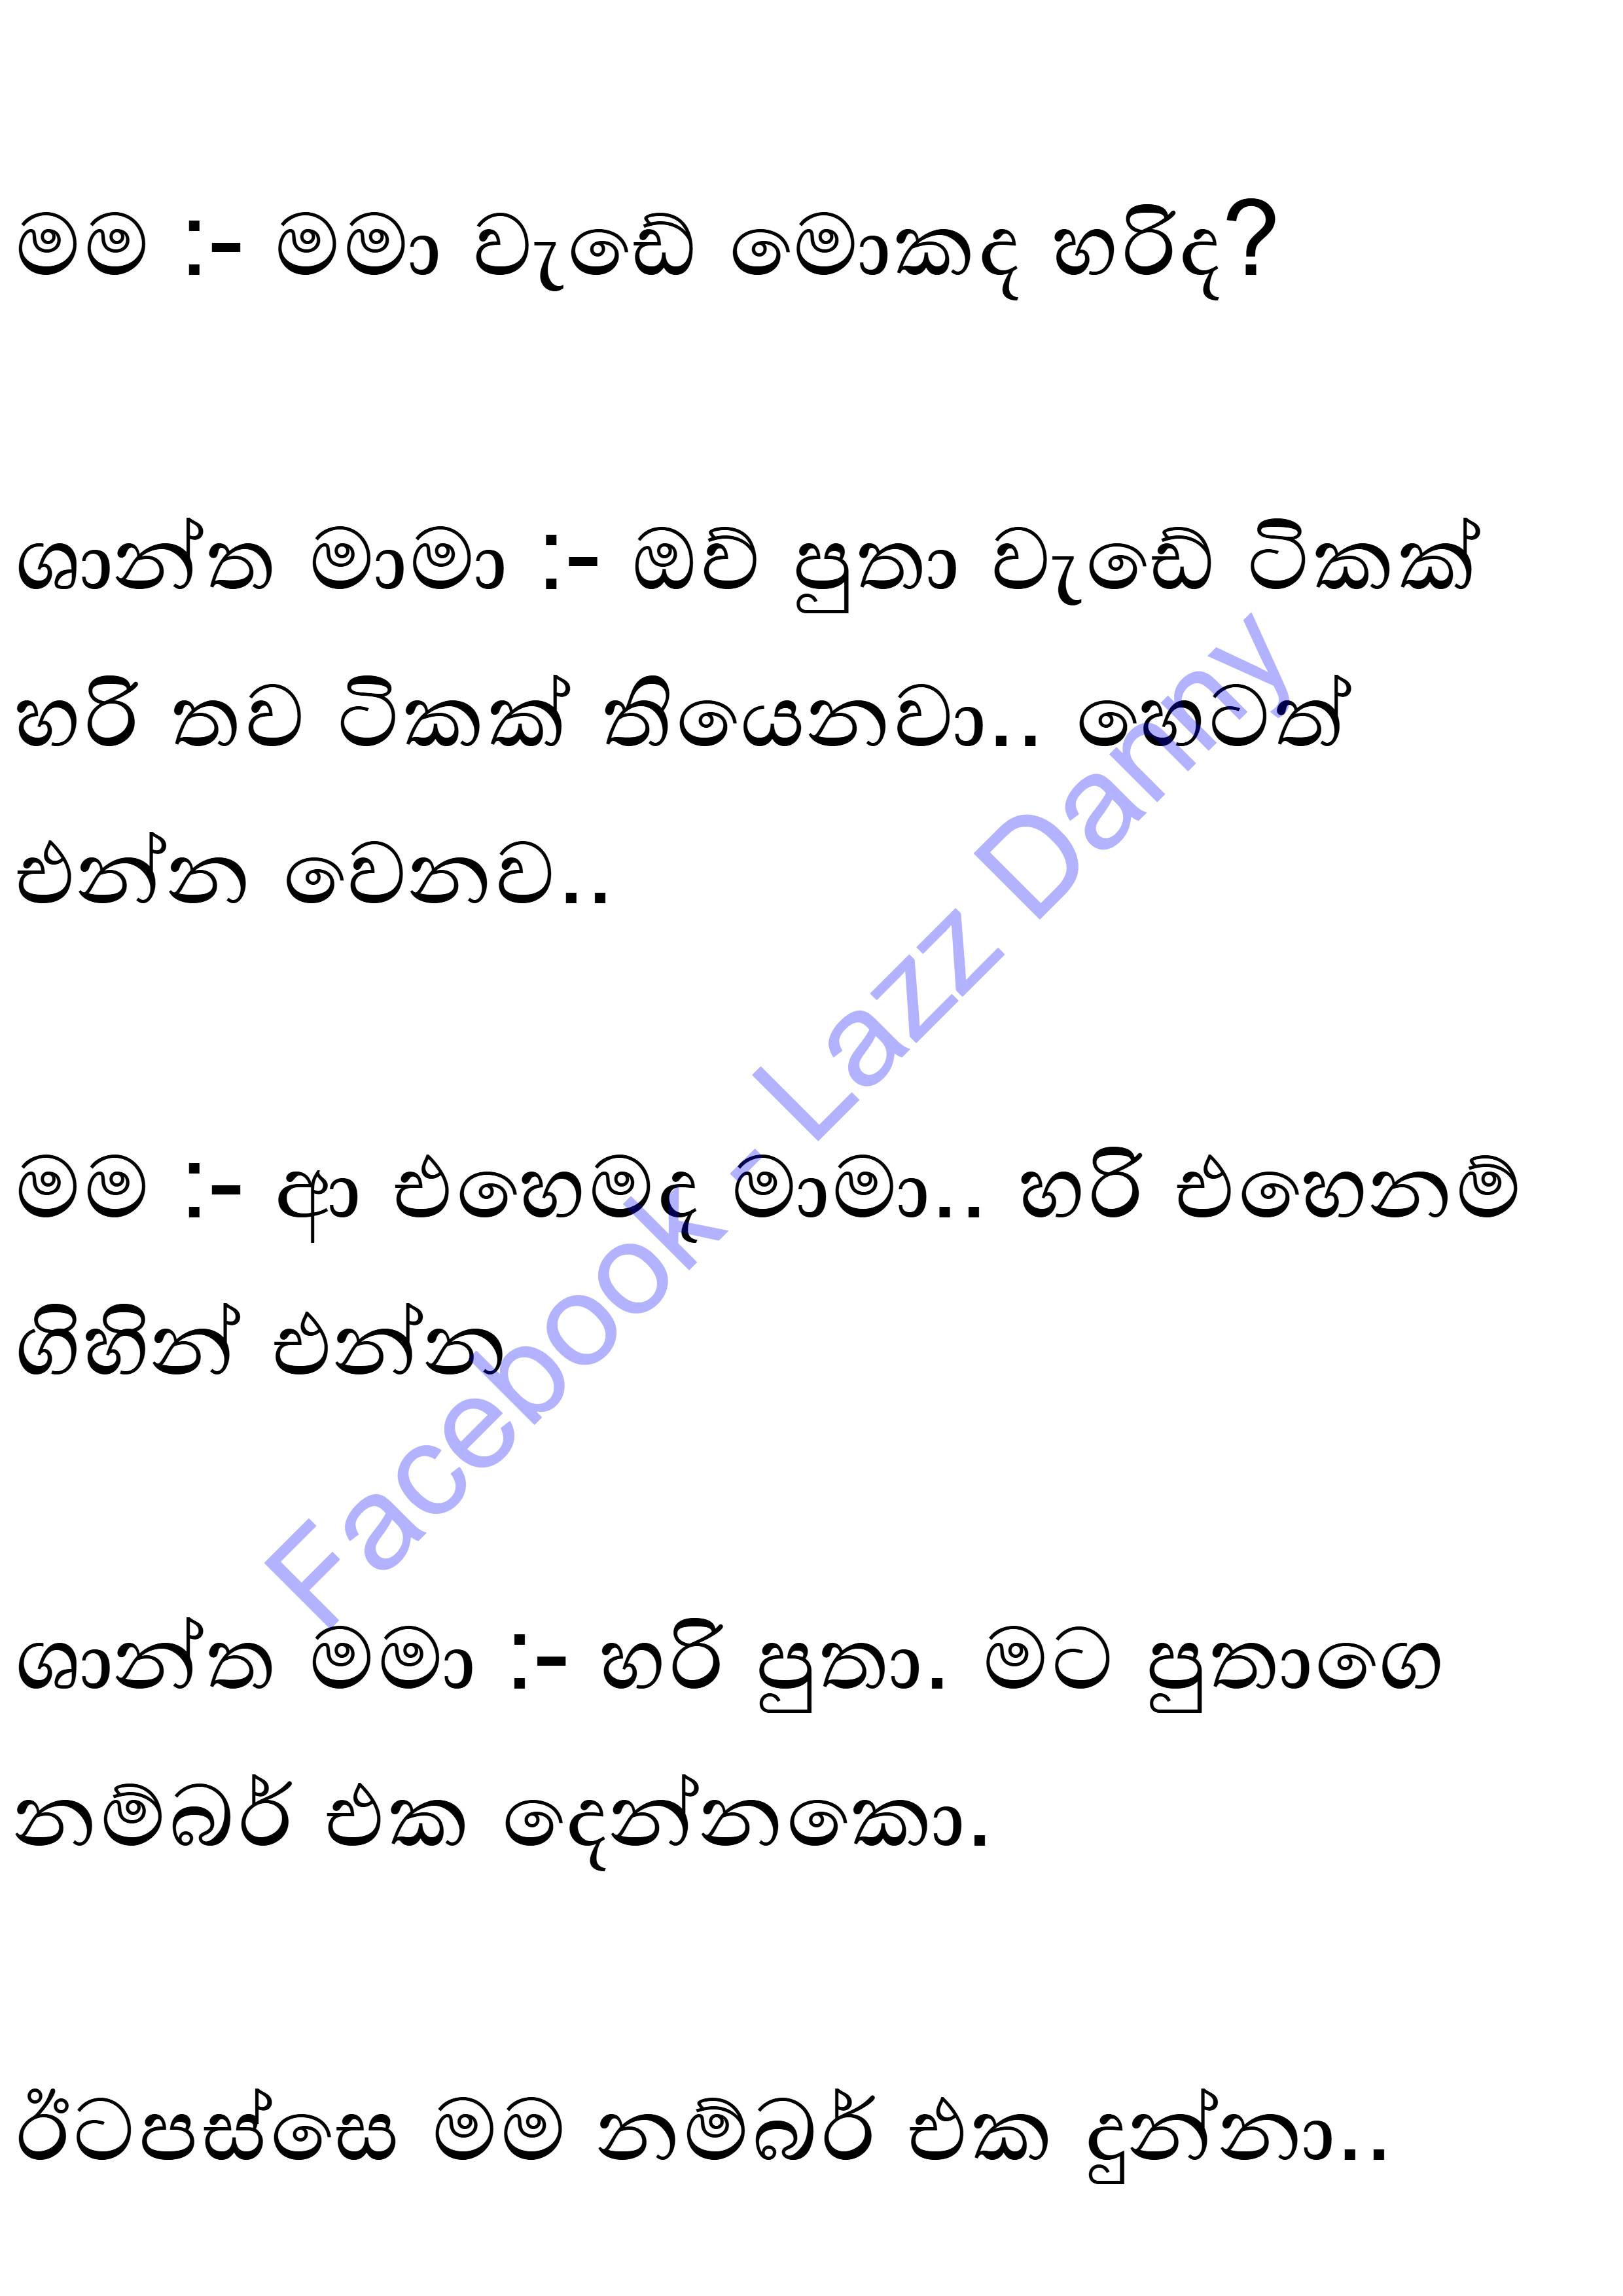 මම :- මමා වැඩේ මොකද හරිද?
ශාන්ත මාමා :- ඔව් පුතා වැඩේ ටිකක්
හරි තව ටිකක් තියෙනවා.. හෙටත්
එන්න වෙනව..
මම :- ආ එහෙමද මාමා.. හරි එහෙනම්
ගිහින් එන්න
ශාන්ත මමා :- හරි පුතා. මට පුතාගෙ
නම්බර් එක දෙන්නකො.
ඊටපස්සෙ මම නම්බර් එක දුන්නා..
Facebook - Lazz Danny